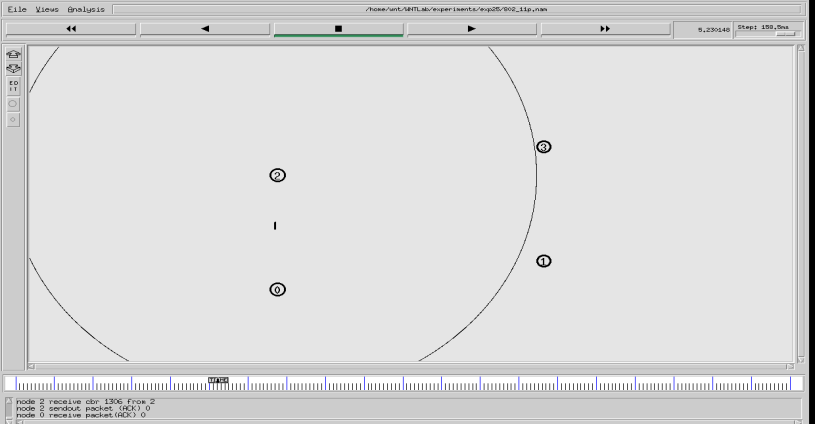 File Views Analysis /home/wnt/WNTLab/experiments/exp25/802_11p.nam
5.230148 Step: 158.5ms
ED
IT
3
2
1
0
node 2 receive cbr 1306 from 2
node 2 sendout packet (ACK) 0
node 0 receive packet(ACK) 0